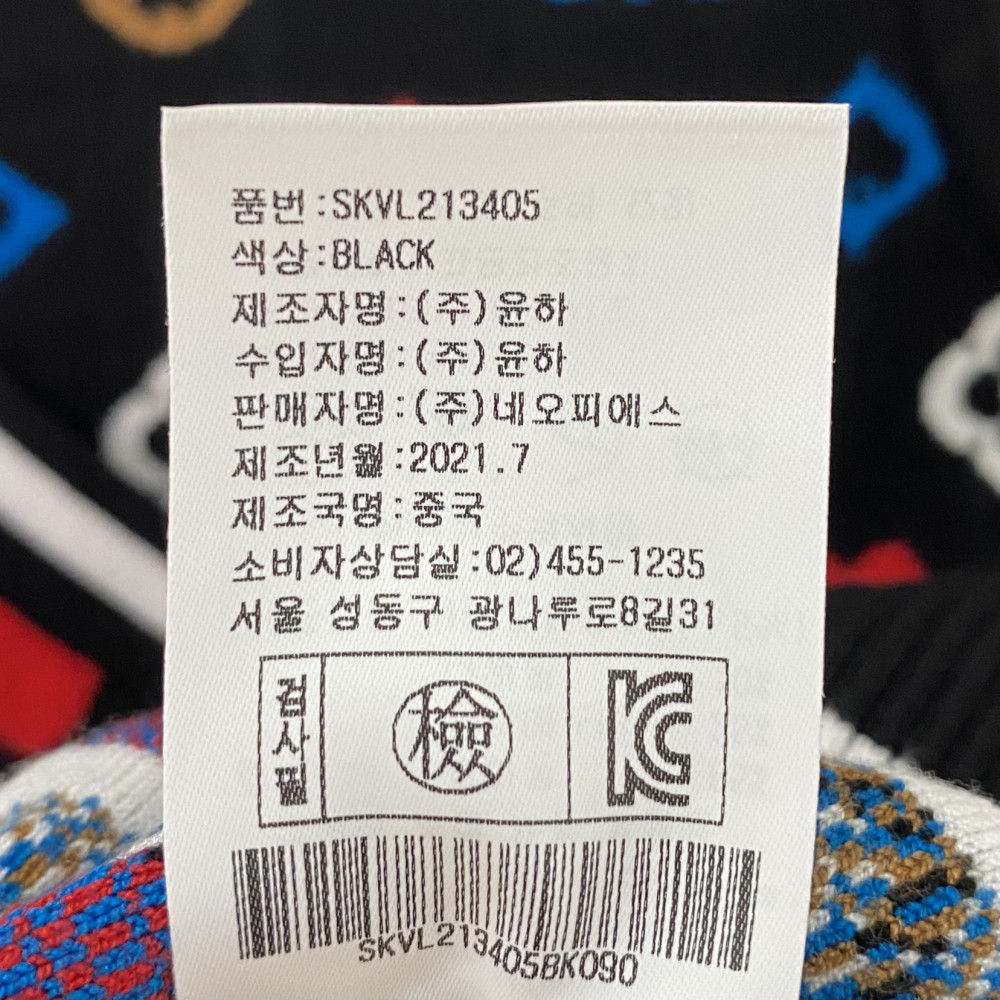 품번:SKVL213405
색상:BLACK
제조자명:(주)윤하
수입자명:(주)윤하
판매자명:(주)네오피에스
제조년월:2021.7
제조국명:중국
소비자상담실:02)455-1235
서울 성동구 광나루로8길31
검사필
檢
KC
SKVL213405BK090